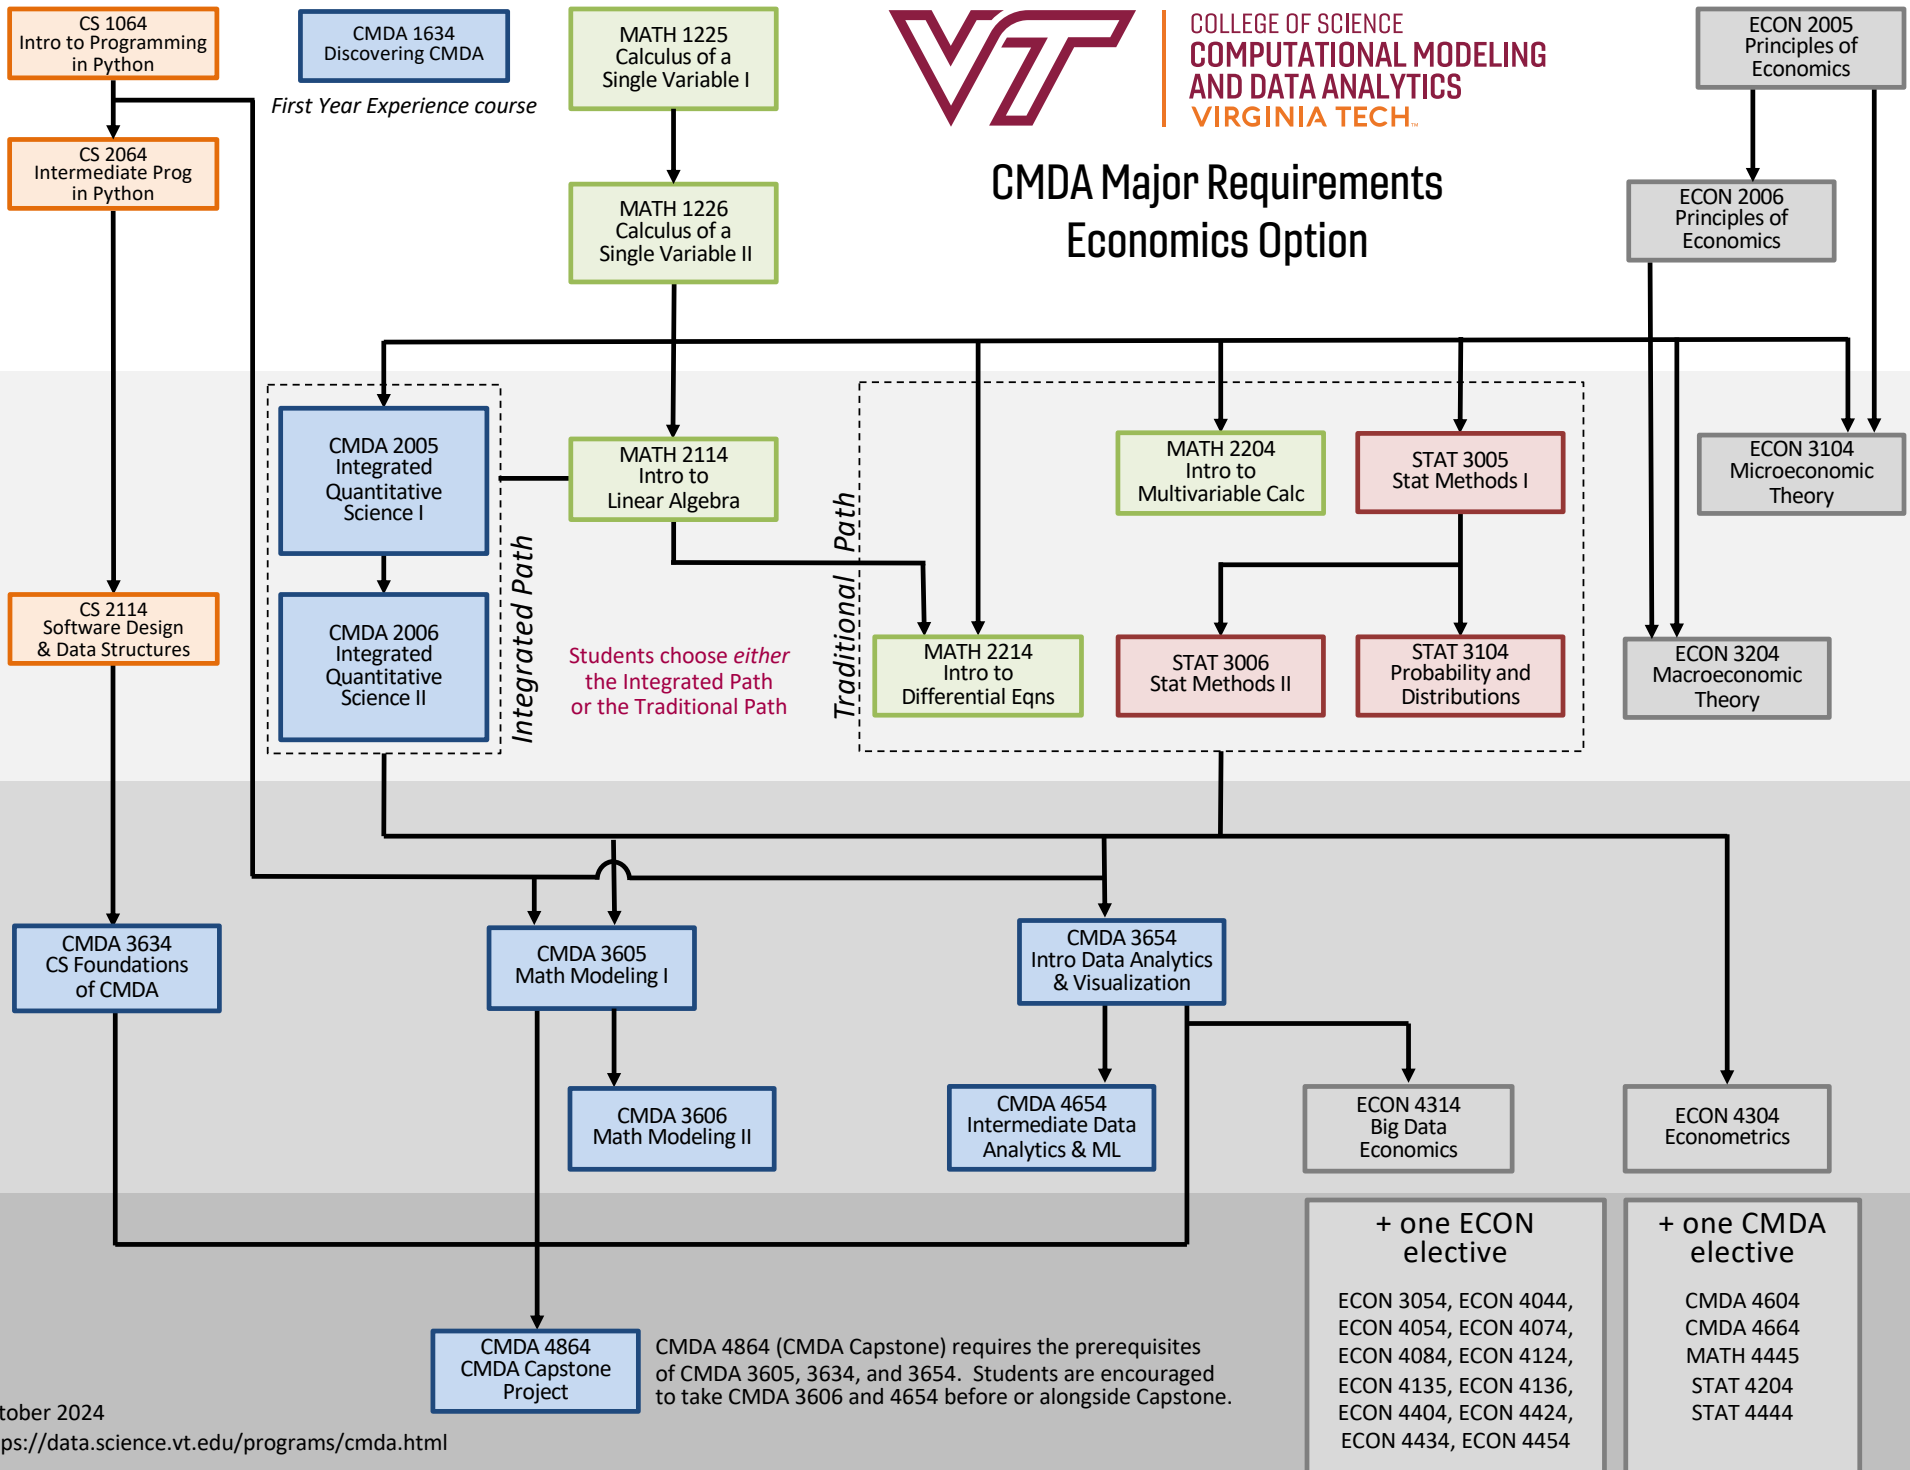 CS 1064
Intro to Programming
in Python
CMDA 1634
Discovering CMDA
First Year Experience course
MATH 1225
Calculus of a
Single Variable I
VT
COLLEGE OF SCIENCE
COMPUTATIONAL MODELING
AND DATA ANALYTICS
VIRGINIA TECH™
ECON 2005
Principles of
Economics
CS 2064
Intermediate Prog
in Python
MATH 1226
Calculus of a
Single Variable II
CMDA Major Requirements
Economics Option
ECON 2006
Principles of
Economics
CMDA 2005
Integrated
Quantitative
Science I
MATH 2114
Intro to
Linear Algebra
MATH 2204
Intro to
Multivariable Calc
STAT 3005
Stat Methods I
ECON 3104
Microeconomic
Theory
Integrated Path
Traditional Path
CS 2114
Software Design
& Data Structures
CMDA 2006
Integrated
Quantitative
Science II
Students choose either
the Integrated Path
or the Traditional Path
MATH 2214
Intro to
Differential Eqns
STAT 3006
Stat Methods II
STAT 3104
Probability and
Distributions
ECON 3204
Macroeconomic
Theory
CMDA 3634
CS Foundations
of CMDA
CMDA 3605
Math Modeling I
CMDA 3654
Intro Data Analytics
& Visualization
CMDA 3606
Math Modeling II
CMDA 4654
Intermediate Data
Analytics & ML
ECON 4314
Big Data
Economics
ECON 4304
Econometrics
+ one ECON
elective
ECON 3054, ECON 4044,
ECON 4054, ECON 4074,
ECON 4084, ECON 4124,
ECON 4135, ECON 4136,
ECON 4404, ECON 4424,
ECON 4434, ECON 4454
+ one CMDA
elective
CMDA 4604
CMDA 4664
MATH 4445
STAT 4204
STAT 4444
CMDA 4864
CMDA Capstone
Project
CMDA 4864 (CMDA Capstone) requires the prerequisites
of CMDA 3605, 3634, and 3654. Students are encouraged
to take CMDA 3606 and 4654 before or alongside Capstone.
tober 2024
ps://data.science.vt.edu/programs/cmda.html